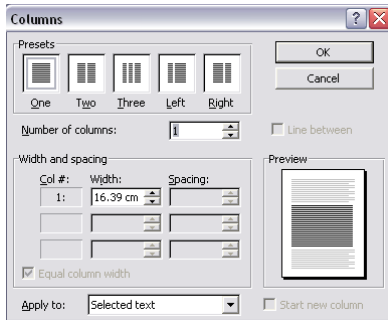 Columns
Presets
One Two Three Left Right
OK
Cancel
Number of columns: 1
Line between
Width and spacing
Col #: Width: Spacing:
1: 16.39 cm
Equal column width
Preview
Apply to: Selected text
Start new column